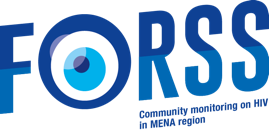 FORSS
Community monitoring on HIV
in MENA region